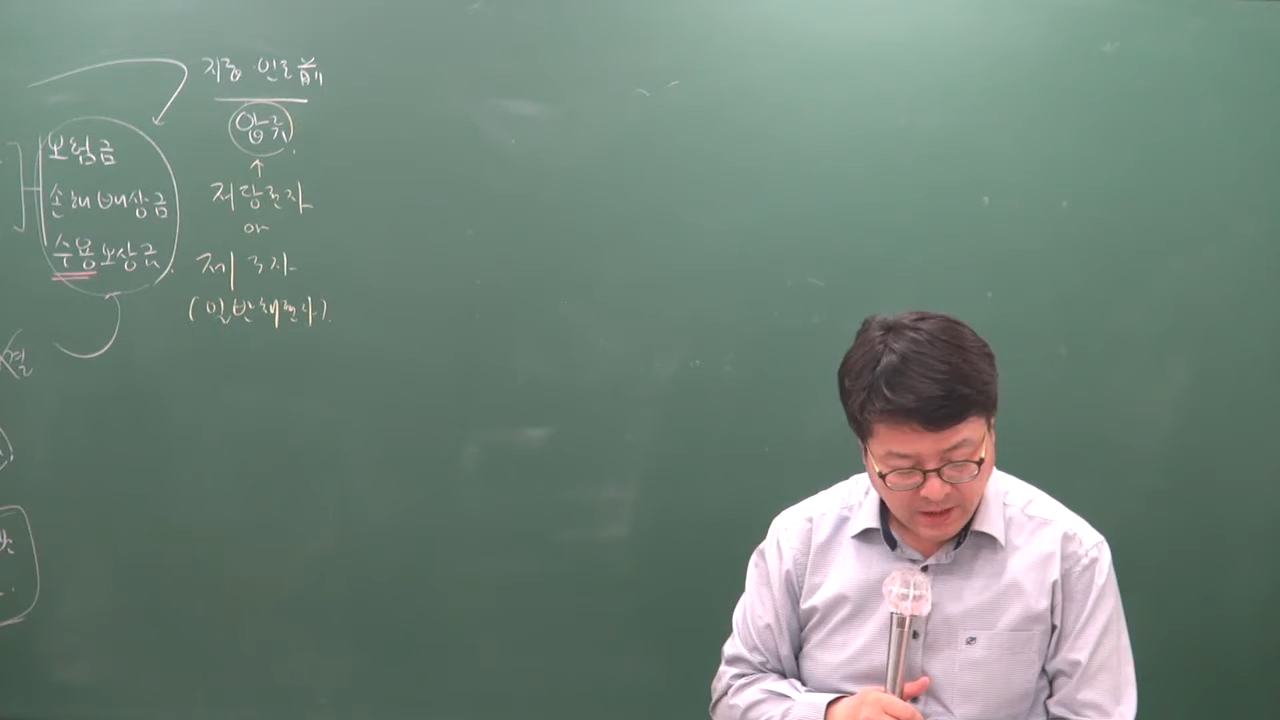 지급·인도 前
압류
↑
저당권자
or
제3자
(일반채권자).
보험금
손해배상금
수용보상금
결